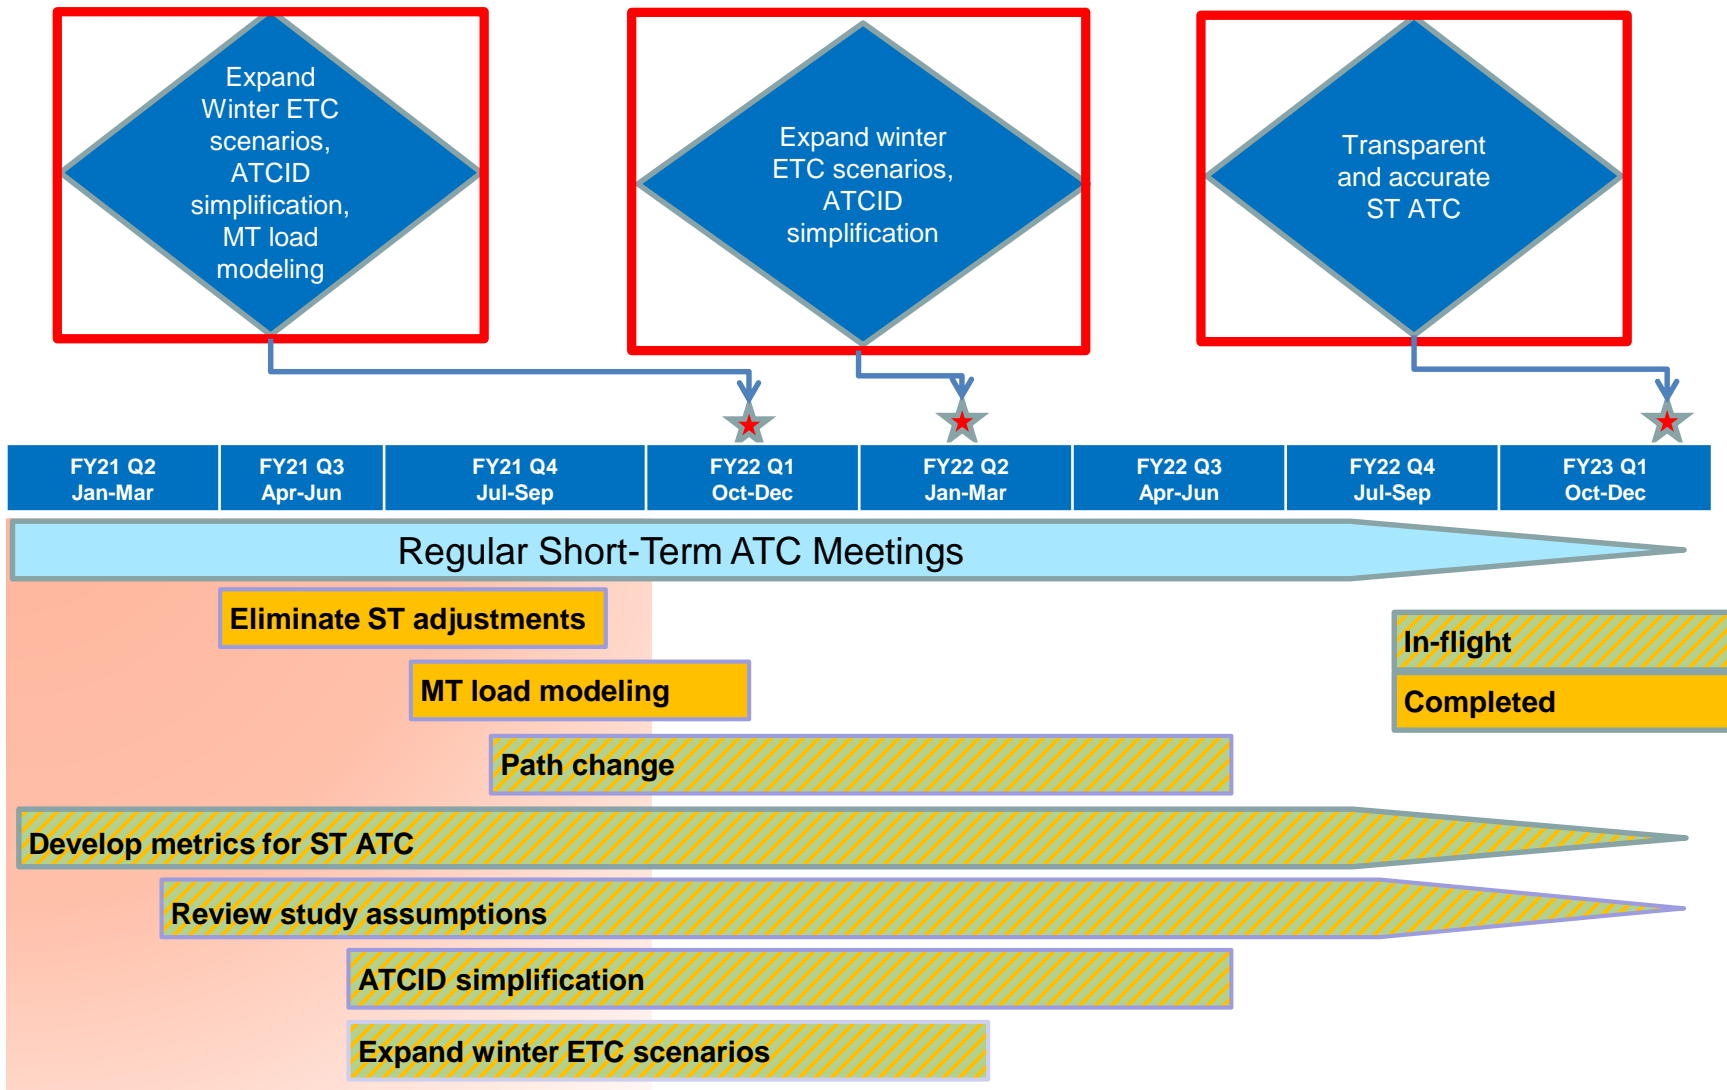 Expand
Winter ETC
scenarios,
ATCID
simplification,
MT load
modeling
Expand winter
ETC scenarios,
ATCID
simplification
Transparent
and accurate
ST ATC
FY21 Q2
Jan-Mar
FY21 Q3
Apr-Jun
FY21 Q4
Jul-Sep
FY22 Q1
Oct-Dec
FY22 Q2
Jan-Mar
FY22 Q3
Apr-Jun
FY22 Q4
Jul-Sep
FY23 Q1
Oct-Dec
Regular Short-Term ATC Meetings
Eliminate ST adjustments
In-flight
MT load modeling
Completed
Path change
Develop metrics for ST ATC
Review study assumptions
ATCID simplification
Expand winter ETC scenarios